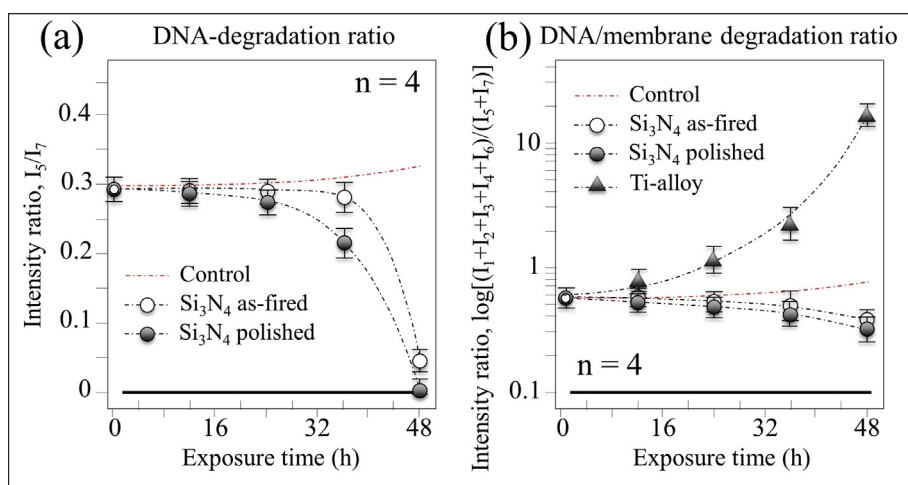 (a)
DNA-degradation ratio
n = 4
Intensity ratio, I₅/I₇
0.4
0.3
0.2
0.1
0
Control
Si₃N₄ as-fired
Si₃N₄ polished
0 16 32 48
Exposure time (h)
(b)
DNA/membrane degradation ratio
Intensity ratio, log[(I₁+I₂+I₃+I₄+I₆)/(I₅+I₇)]
10
1
0.1
Control
Si₃N₄ as-fired
Si₃N₄ polished
Ti-alloy
n = 4
0 16 32 48
Exposure time (h)